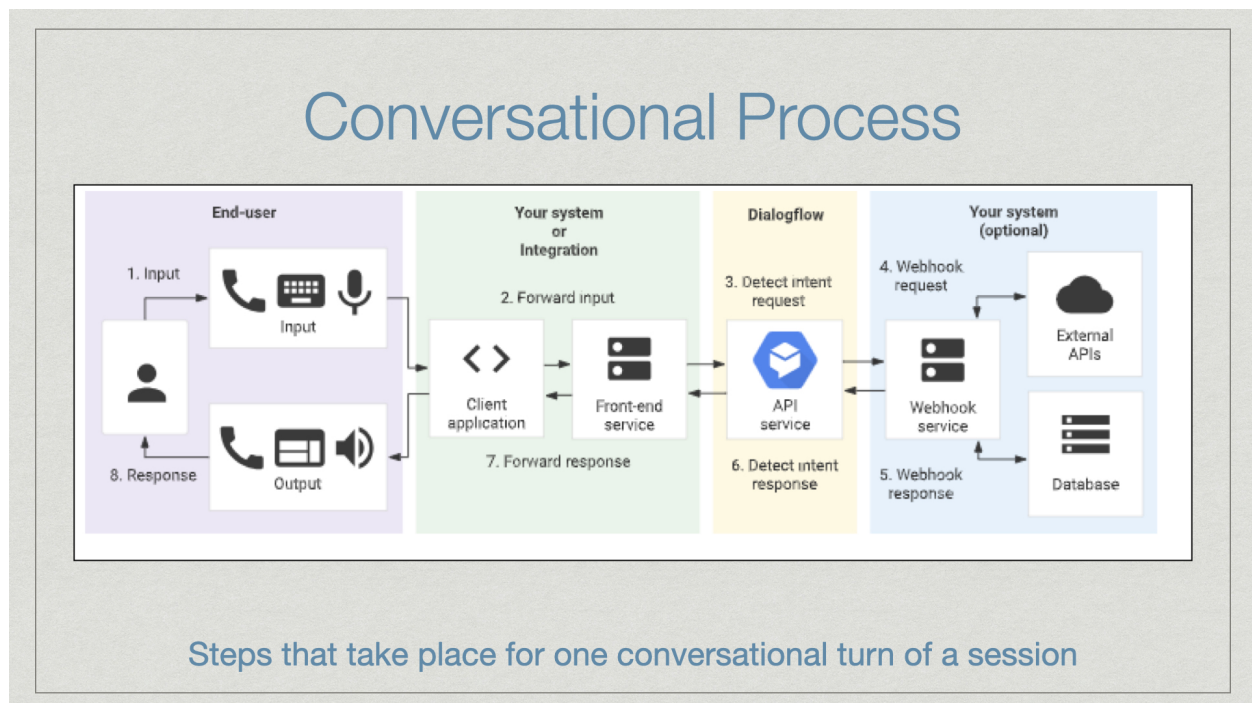 Conversational Process
End-user
1. Input
Input
8. Response
Output
Your system
or
Integration
2. Forward input
Client
application
Front-end
service
7. Forward response
Dialogflow
3. Detect intent
request
API
service
6. Detect intent
response
Your system
(optional)
4. Webhook
request
Webhook
service
5. Webhook
response
External
APIs
Database
Steps that take place for one conversational turn of a session